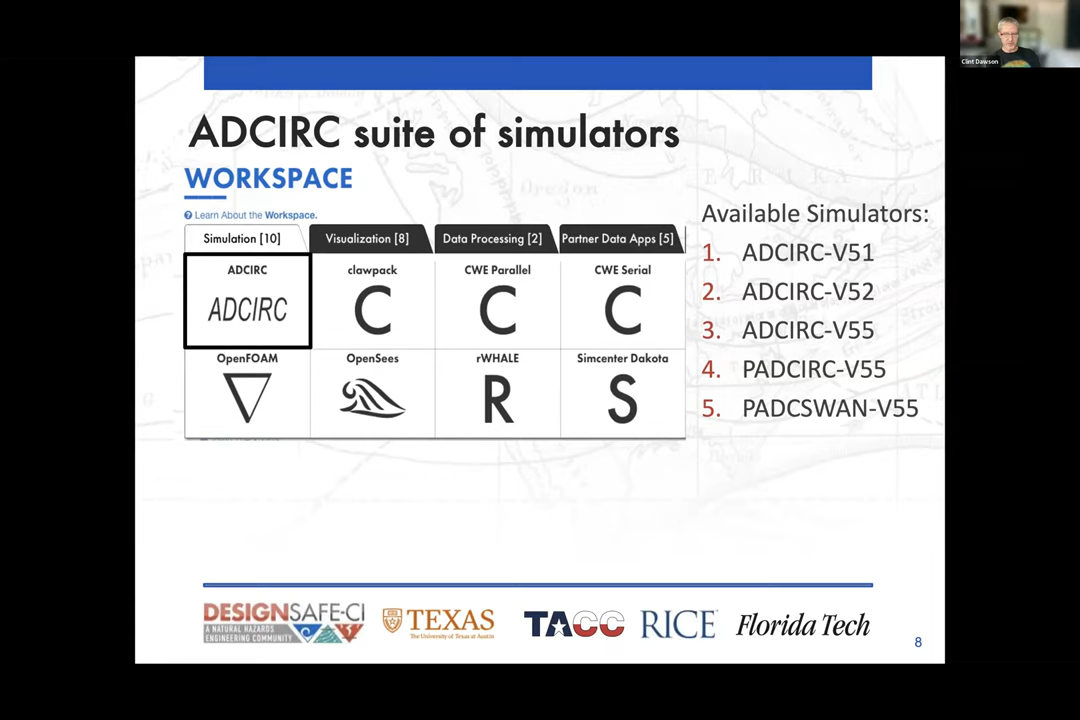 Clint Dawson
ADCIRC suite of simulators
WORKSPACE
? Learn About the Workspace.
Simulation [10]
Visualization [8]
Data Processing [2]
Partner Data Apps [5]
ADCIRC
clawpack
CWE Parallel
CWE Serial
ADCIRC
C
C
C
OpenFOAM
OpenSees
rWHALE
Simcenter Dakota
R
S
Available Simulators:
1. ADCIRC-V51
2. ADCIRC-V52
3. ADCIRC-V55
4. PADCIRC-V55
5. PADCSWAN-V55
DESIGNSAFE-CI
A NATURAL HAZARDS
ENGINEERING COMMUNITY
TEXAS
The University of Texas at Austin
TACC
RICE
Florida Tech
8